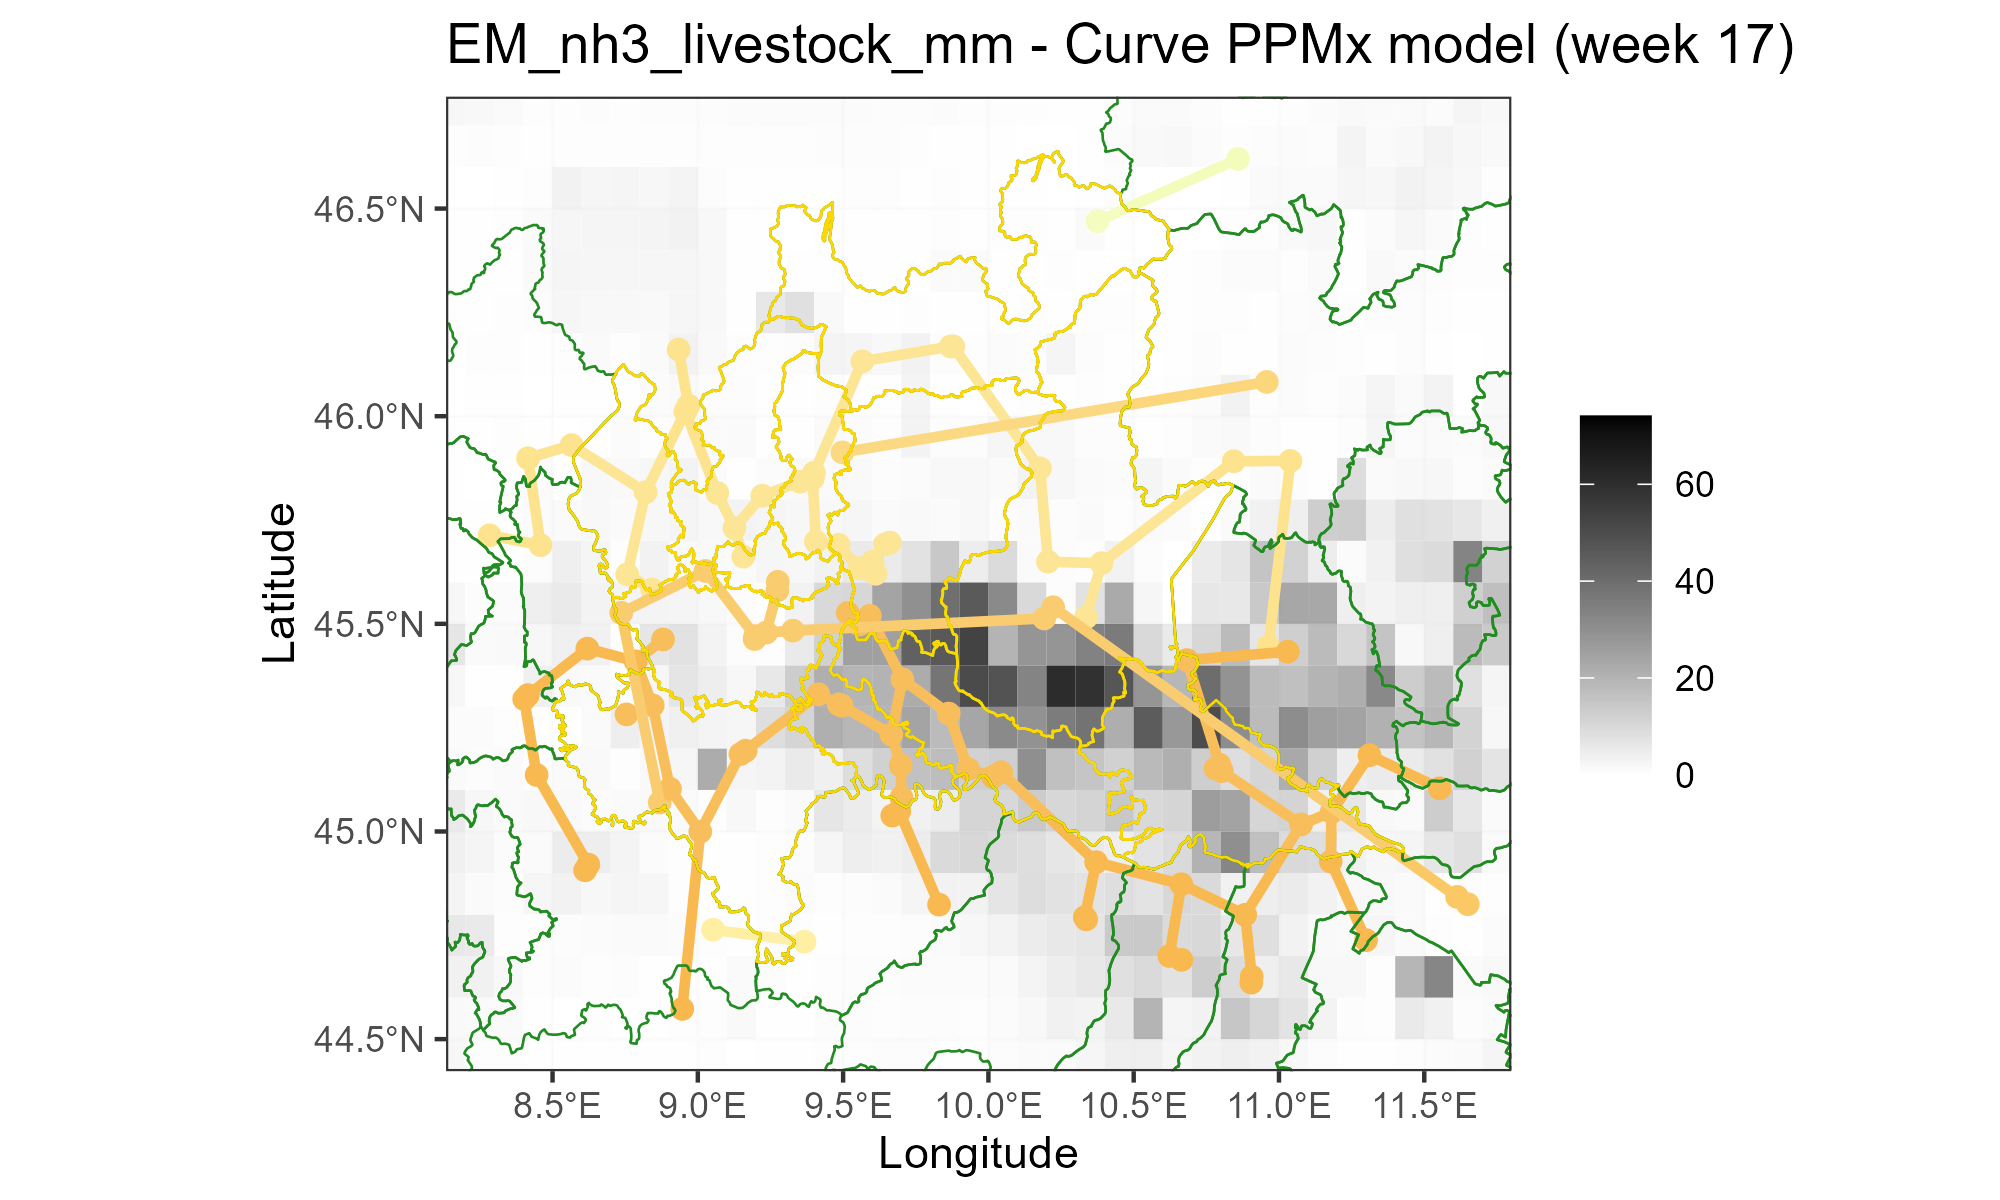 EM_nh3_livestock_mm - Curve PPMx model (week 17)
46.5°N
46.0°N
45.5°N
45.0°N
44.5°N
Latitude
8.5°E
9.0°E
9.5°E
10.0°E
10.5°E
11.0°E
11.5°E
Longitude
60
40
20
0